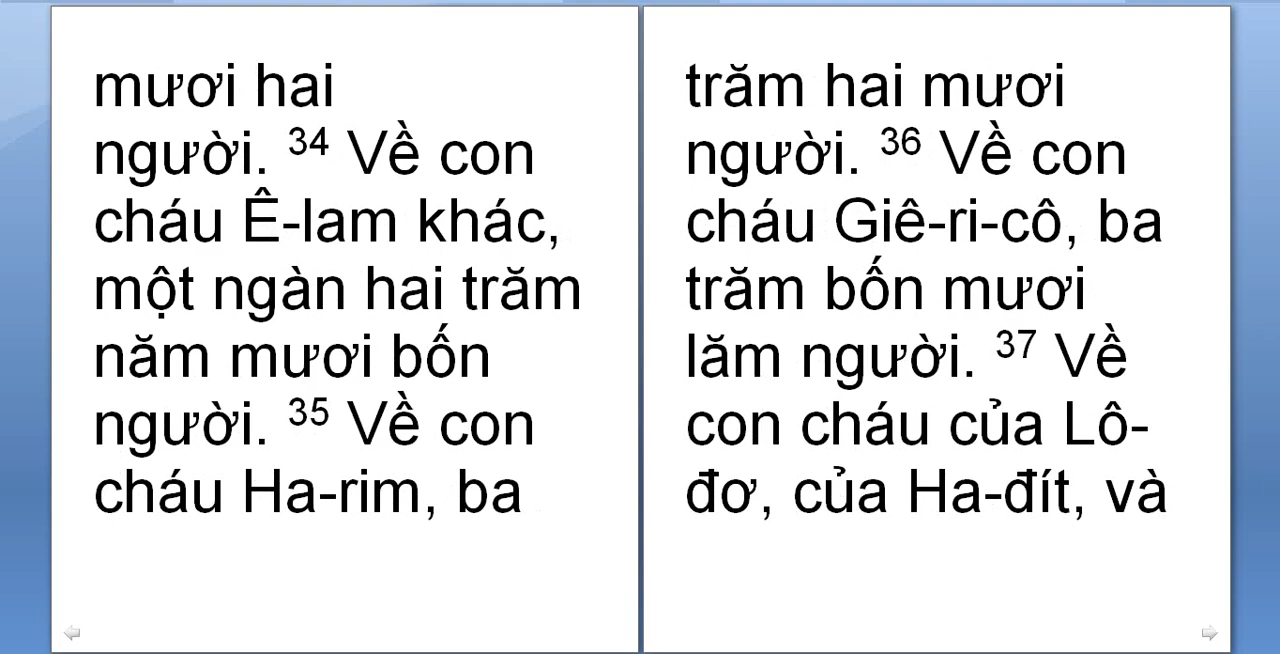 mươi hai
người. 34 Về con
cháu Ê-lam khác,
một ngàn hai trăm
năm mươi bốn
người. 35 Về con
cháu Ha-rim, ba
trăm hai mươi
người. 36 Về con
cháu Giê-ri-cô, ba
trăm bốn mươi
lăm người. 37 Về
con cháu của Lô-
đơ, của Ha-đít, và